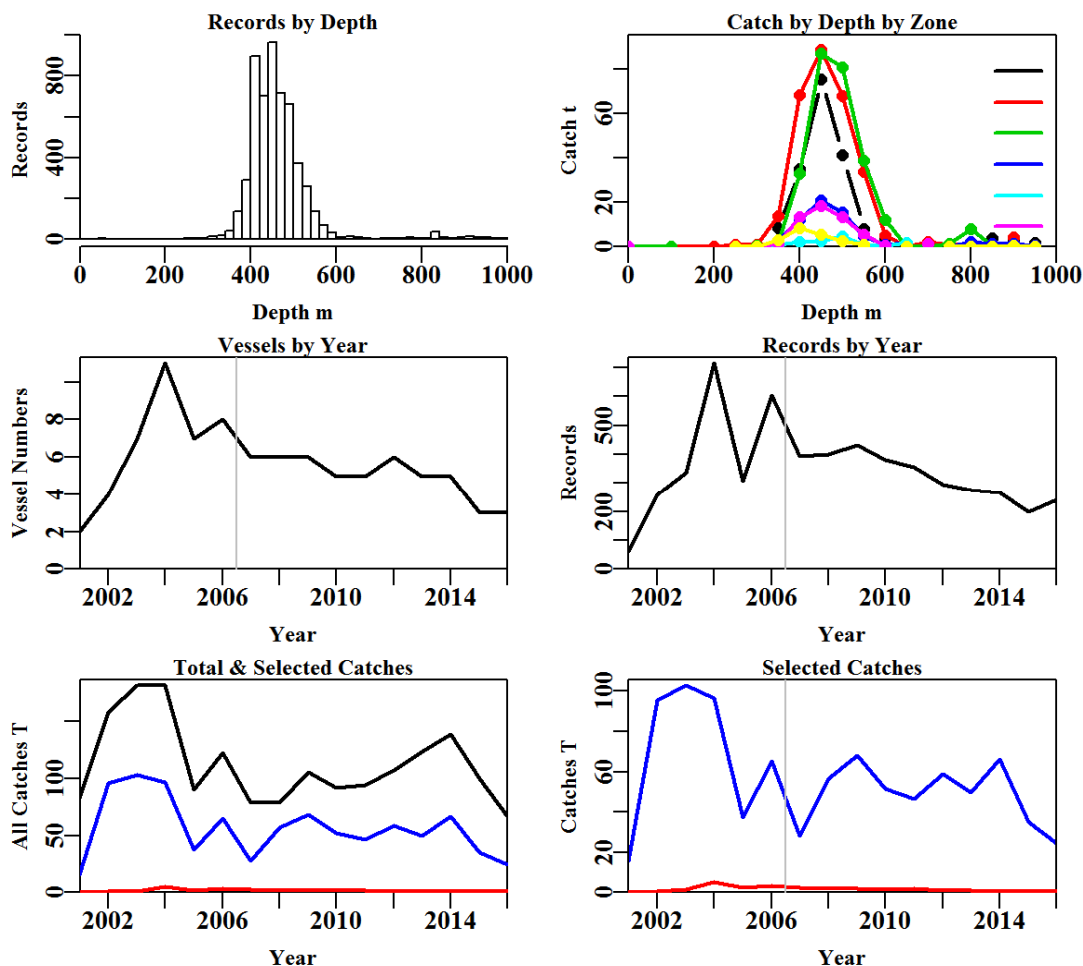 Records by Depth
Records
0 400 800
0 200 400 600 800 1000
Depth m
Catch by Depth by Zone
Catch t
0 20 60
0 200 400 600 800 1000
Depth m
Vessels by Year
Vessel Numbers
0 2 4 6 8
2002 2006 2010 2014
Year
Records by Year
Records
0 200 500
2002 2006 2010 2014
Year
Total & Selected Catches
All Catches T
0 50 100
2002 2006 2010 2014
Year
Selected Catches
Catches T
0 20 60 100
2002 2006 2010 2014
Year